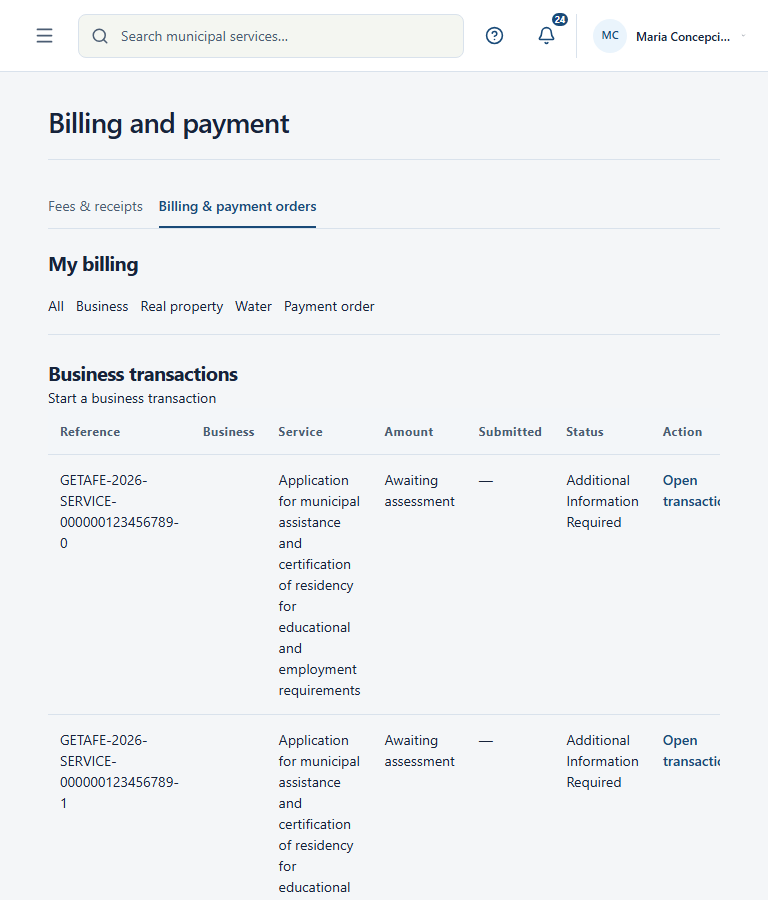 Search municipal services...
24
MC
Maria Concepci...
Billing and payment
Fees & receipts
Billing & payment orders
My billing
All
Business
Real property
Water
Payment order
Business transactions
Start a business transaction
Reference
Business
Service
Amount
Submitted
Status
Action
GETAFE-2026-
SERVICE-
000000123456789-
0
Application
for municipal
assistance
and
certification
of residency
for
educational
and
employment
requirements
Awaiting
assessment
—
Additional
Information
Required
Open
transactio
GETAFE-2026-
SERVICE-
000000123456789-
1
Application
for municipal
assistance
and
certification
of residency
for
educational
Awaiting
assessment
—
Additional
Information
Required
Open
transactio